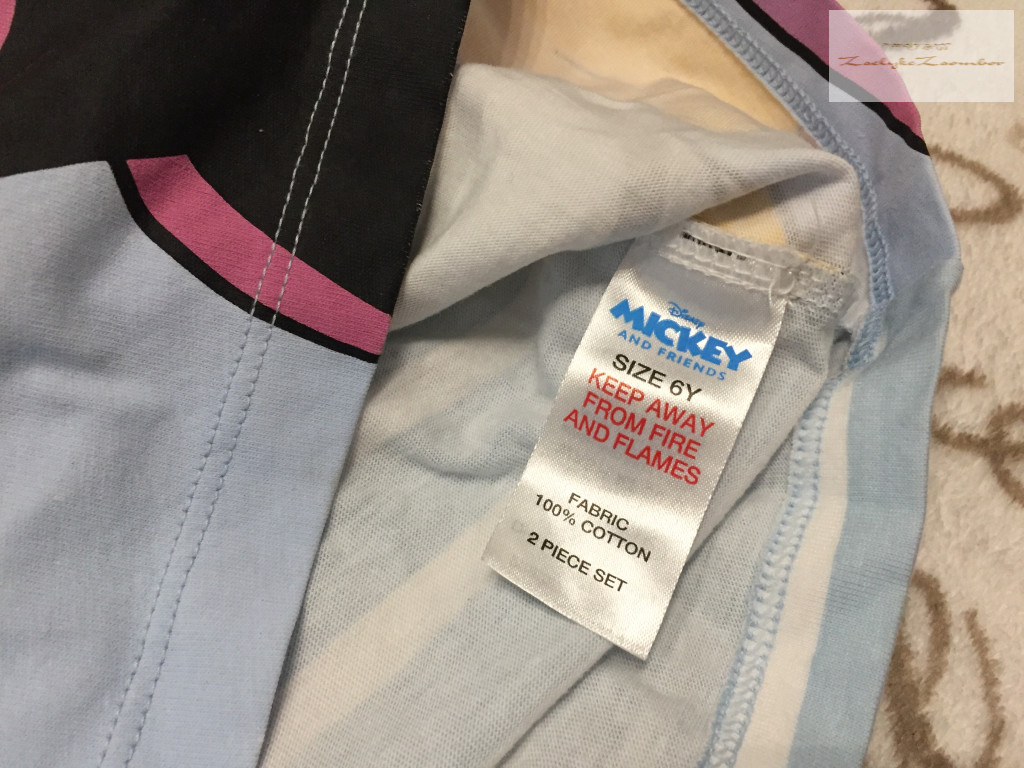 Disney
MICKEY
AND FRIENDS
SIZE 6Y
KEEP AWAY
FROM FIRE
AND FLAMES
FABRIC
100% COTTON
2 PIECE SET